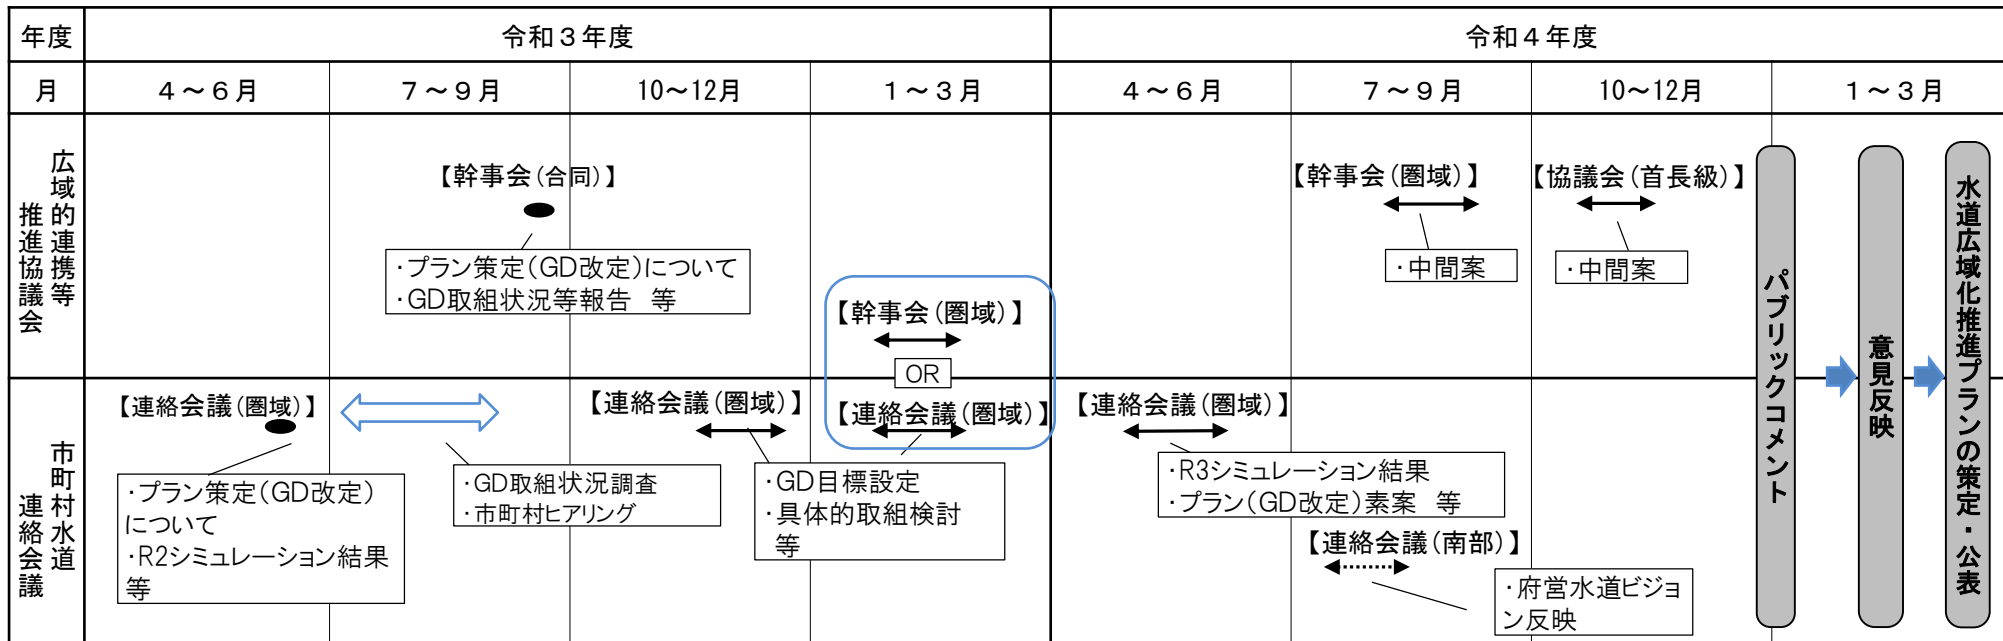 年度
令和３年度
令和４年度
月
４～６月
７～９月
10～12月
１～３月
４～６月
７～９月
10～12月
１～３月
広域的連携等
推進協議会
【幹事会（合同）】
・プラン策定（GD改定）について
・GD取組状況等報告　等
【幹事会（圏域）】
OR
【連絡会議（圏域）】
【幹事会（圏域）】
・中間案
【協議会（首長級）】
・中間案
市町村水道
連絡会議
【連絡会議（圏域）】
・プラン策定（GD改定）
について
・R2シミュレーション結果
等
・GD取組状況調査
・市町村ヒアリング
【連絡会議（圏域）】
・GD目標設定
・具体的取組検討
等
【連絡会議（圏域）】
・R3シミュレーション結果
・プラン（GD改定）素案　等
【連絡会議（南部）】
・府営水道ビジョ
ン反映
パブリックコメント
意見反映
水道広域化推進プランの策定・公表